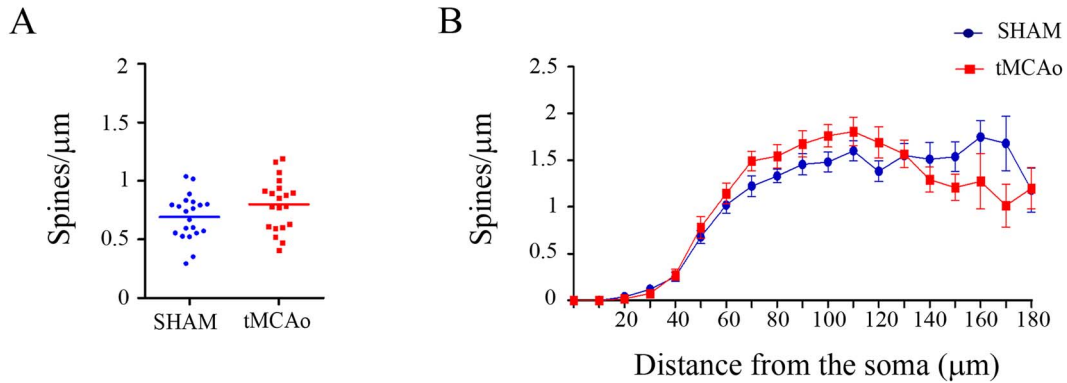 A
Spines/µm
2
1.5
1
0.5
0
SHAM
tMCAo
B
SHAM
tMCAo
Spines/µm
2.5
2
1.5
1
0.5
0
20 40 60 80 100 120 140 150 160 180
Distance from the soma (µm)